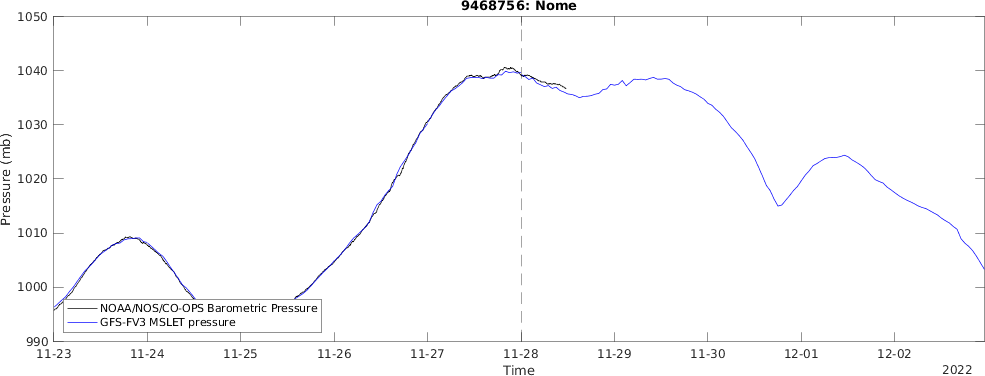 9468756: Nome
1050
1040
1030
1020
1010
1000
990
Pressure (mb)
NOAA/NOS/CO-OPS Barometric Pressure
GFS-FV3 MSLET pressure
11-23 11-24 11-25 11-26 11-27 11-28 11-29 11-30 12-01 12-02
Time
2022